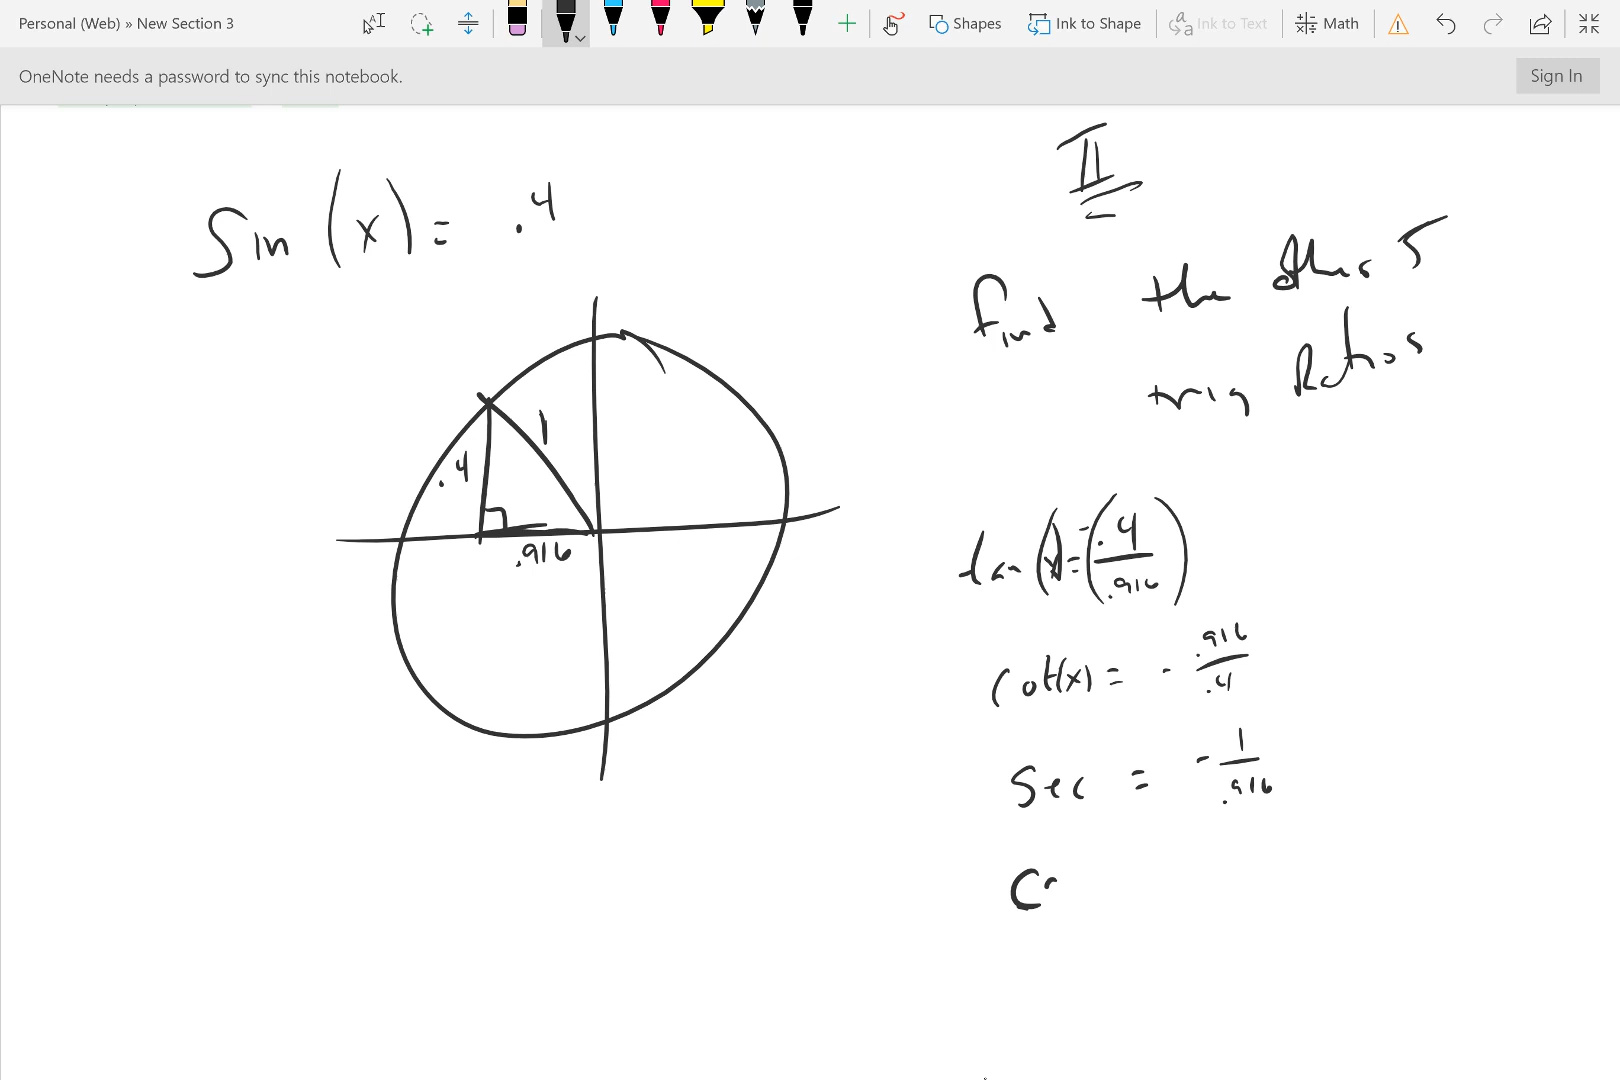 Personal (Web) » New Section 3
Shapes
Ink to Shape
Ink to Text
Math
OneNote needs a password to sync this notebook.
Sign In
II
Sin (x) = .4
find the other 5
trig Ratios
1
.4
.916
tan (x) = -(.4/.916)
cot(x) = - .916/.4
Sec = - 1/.916